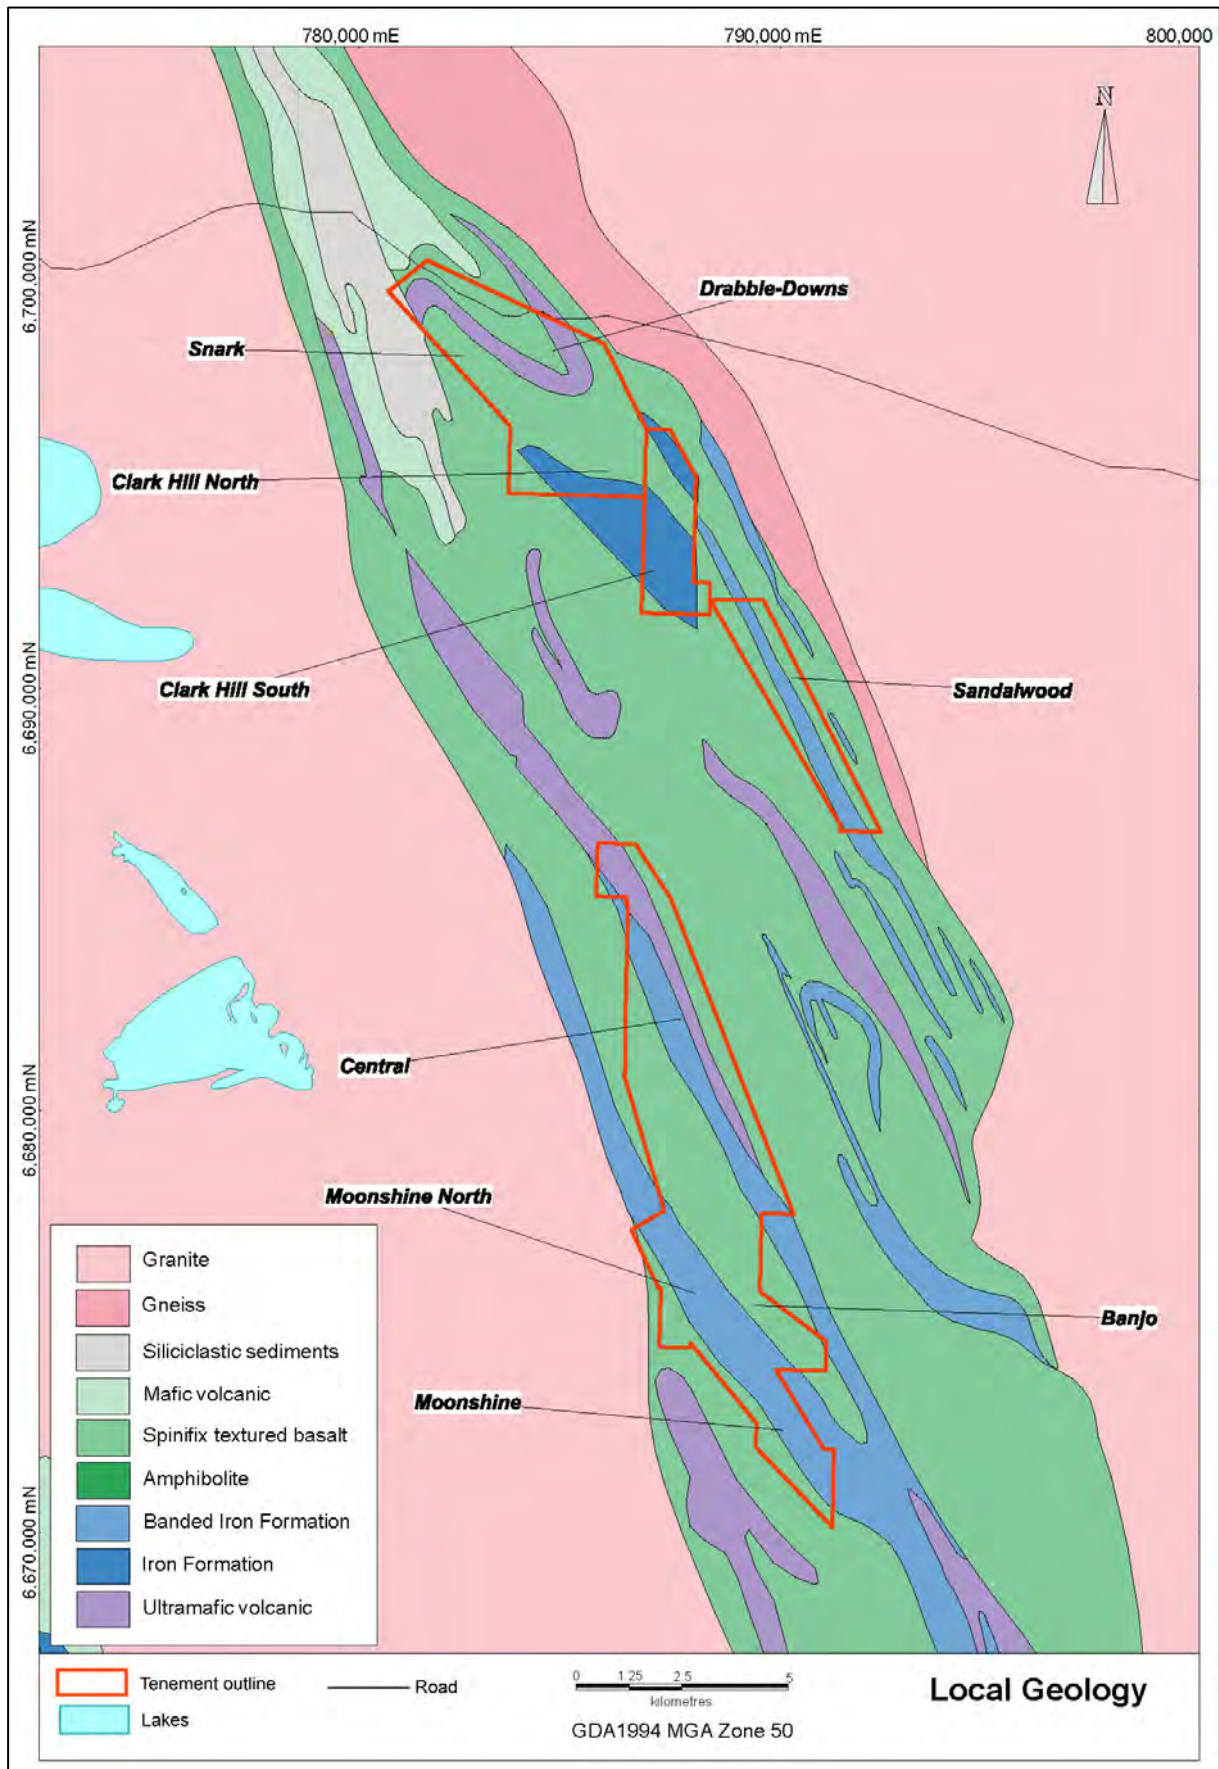 780,000 mE
790,000 mE
800,000
N
6,700,000 mN
Drabble-Downs
Snark
Clark Hill North
6,690,000 mN
Clark Hill South
Sandalwood
Central
6,680,000 mN
Moonshine North
Banjo
Moonshine
6,670,000 mN
Granite
Gneiss
Siliciclastic sediments
Mafic volcanic
Spinifix textured basalt
Amphibolite
Banded Iron Formation
Iron Formation
Ultramafic volcanic
Tenement outline
Road
Lakes
0 1.25 2.5 5
kilometres
GDA1994 MGA Zone 50
Local Geology